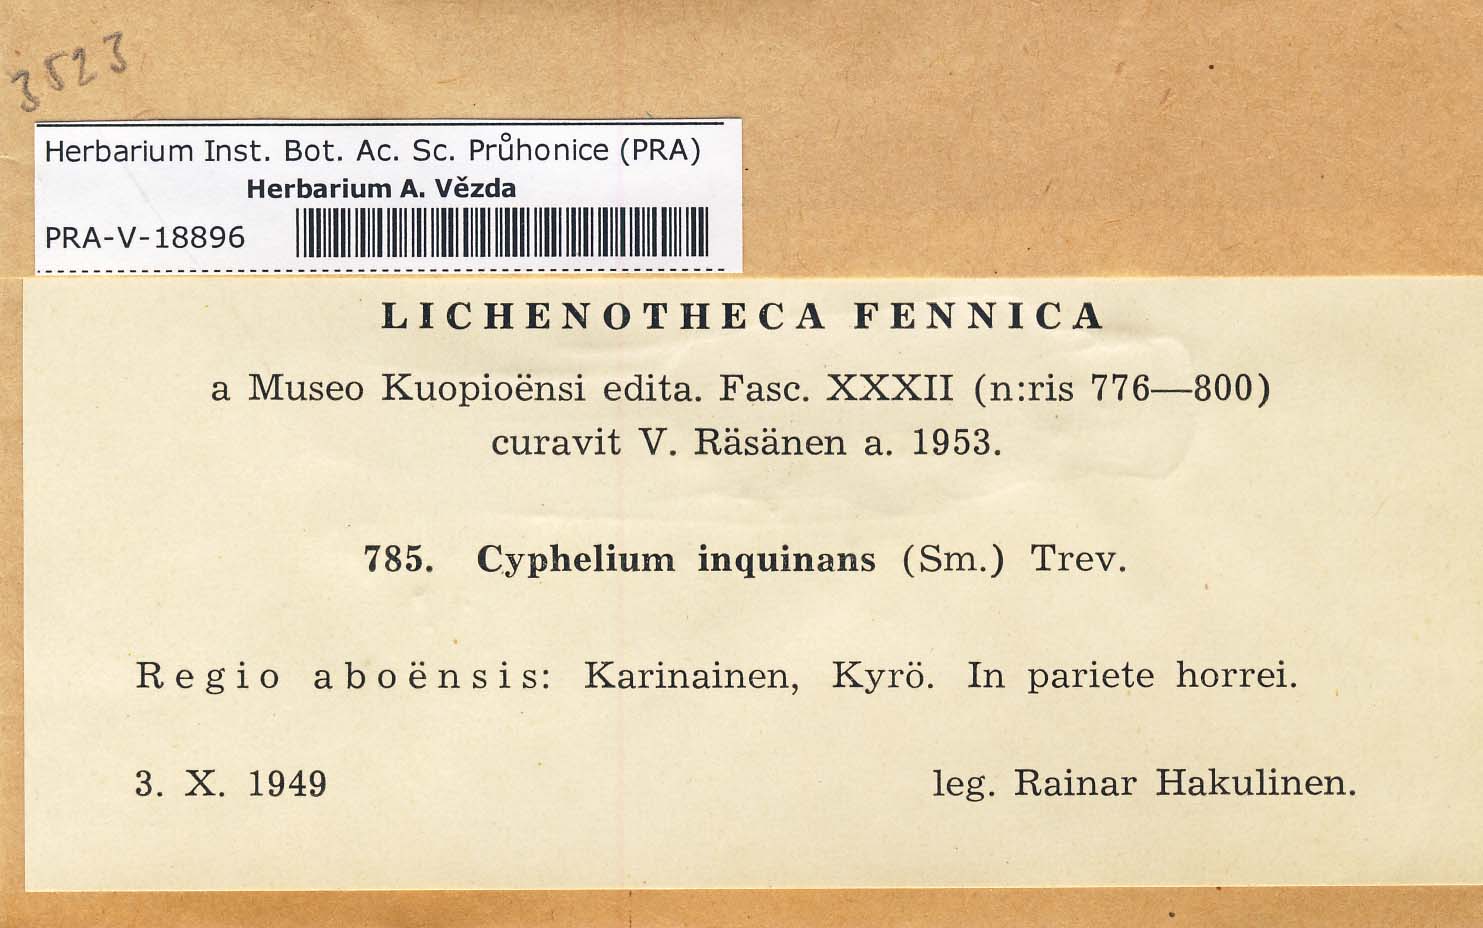 3523
Herbarium Inst. Bot. Ac. Sc. Průhonice (PRA)
Herbarium A. Vězda
PRA-V-18896
LICHENOTHECA FENNICA
a Museo Kuopioënsi edita. Fasc. XXXII (n:ris 776—800)
curavit V. Räsänen a. 1953.
785. Cyphelium inquinans (Sm.) Trev.
Regio aboënsis: Karinainen, Kyrö. In pariete horrei.
3. X. 1949 leg. Rainar Hakulinen.